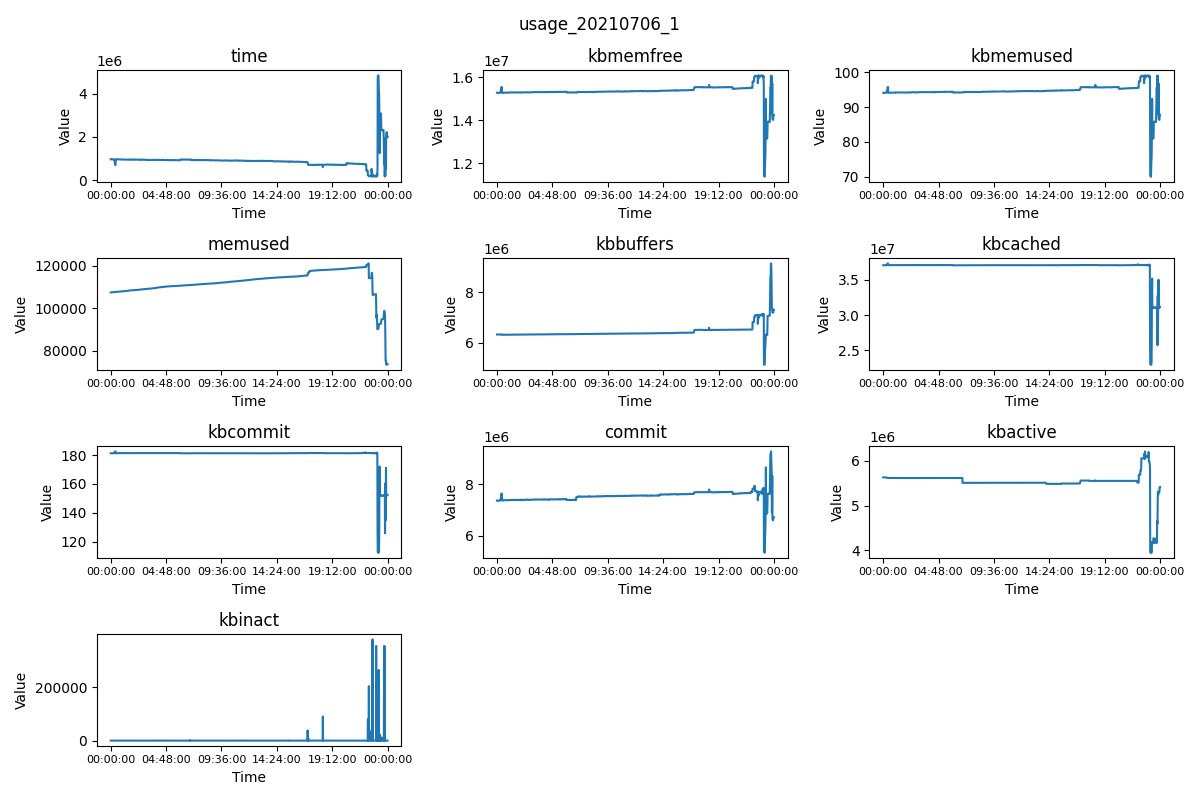 usage_20210706_1
time
1e6
Value
4
2
0
00:00:00 04:48:00 09:36:00 14:24:00 19:12:00 00:00:00
Time
kbmemfree
1e7
Value
1.6
1.4
1.2
00:00:00 04:48:00 09:36:00 14:24:00 19:12:00 00:00:00
Time
kbmemused
Value
100
90
80
70
00:00:00 04:48:00 09:36:00 14:24:00 19:12:00 00:00:00
Time
memused
Value
120000
100000
80000
00:00:00 04:48:00 09:36:00 14:24:00 19:12:00 00:00:00
Time
kbbuffers
1e6
Value
8
6
00:00:00 04:48:00 09:36:00 14:24:00 19:12:00 00:00:00
Time
kbcached
1e7
Value
3.5
3.0
2.5
00:00:00 04:48:00 09:36:00 14:24:00 19:12:00 00:00:00
Time
kbcommit
Value
180
160
140
120
00:00:00 04:48:00 09:36:00 14:24:00 19:12:00 00:00:00
Time
commit
1e6
Value
8
6
00:00:00 04:48:00 09:36:00 14:24:00 19:12:00 00:00:00
Time
kbactive
1e6
Value
6
5
4
00:00:00 04:48:00 09:36:00 14:24:00 19:12:00 00:00:00
Time
kbinact
Value
200000
0
00:00:00 04:48:00 09:36:00 14:24:00 19:12:00 00:00:00
Time